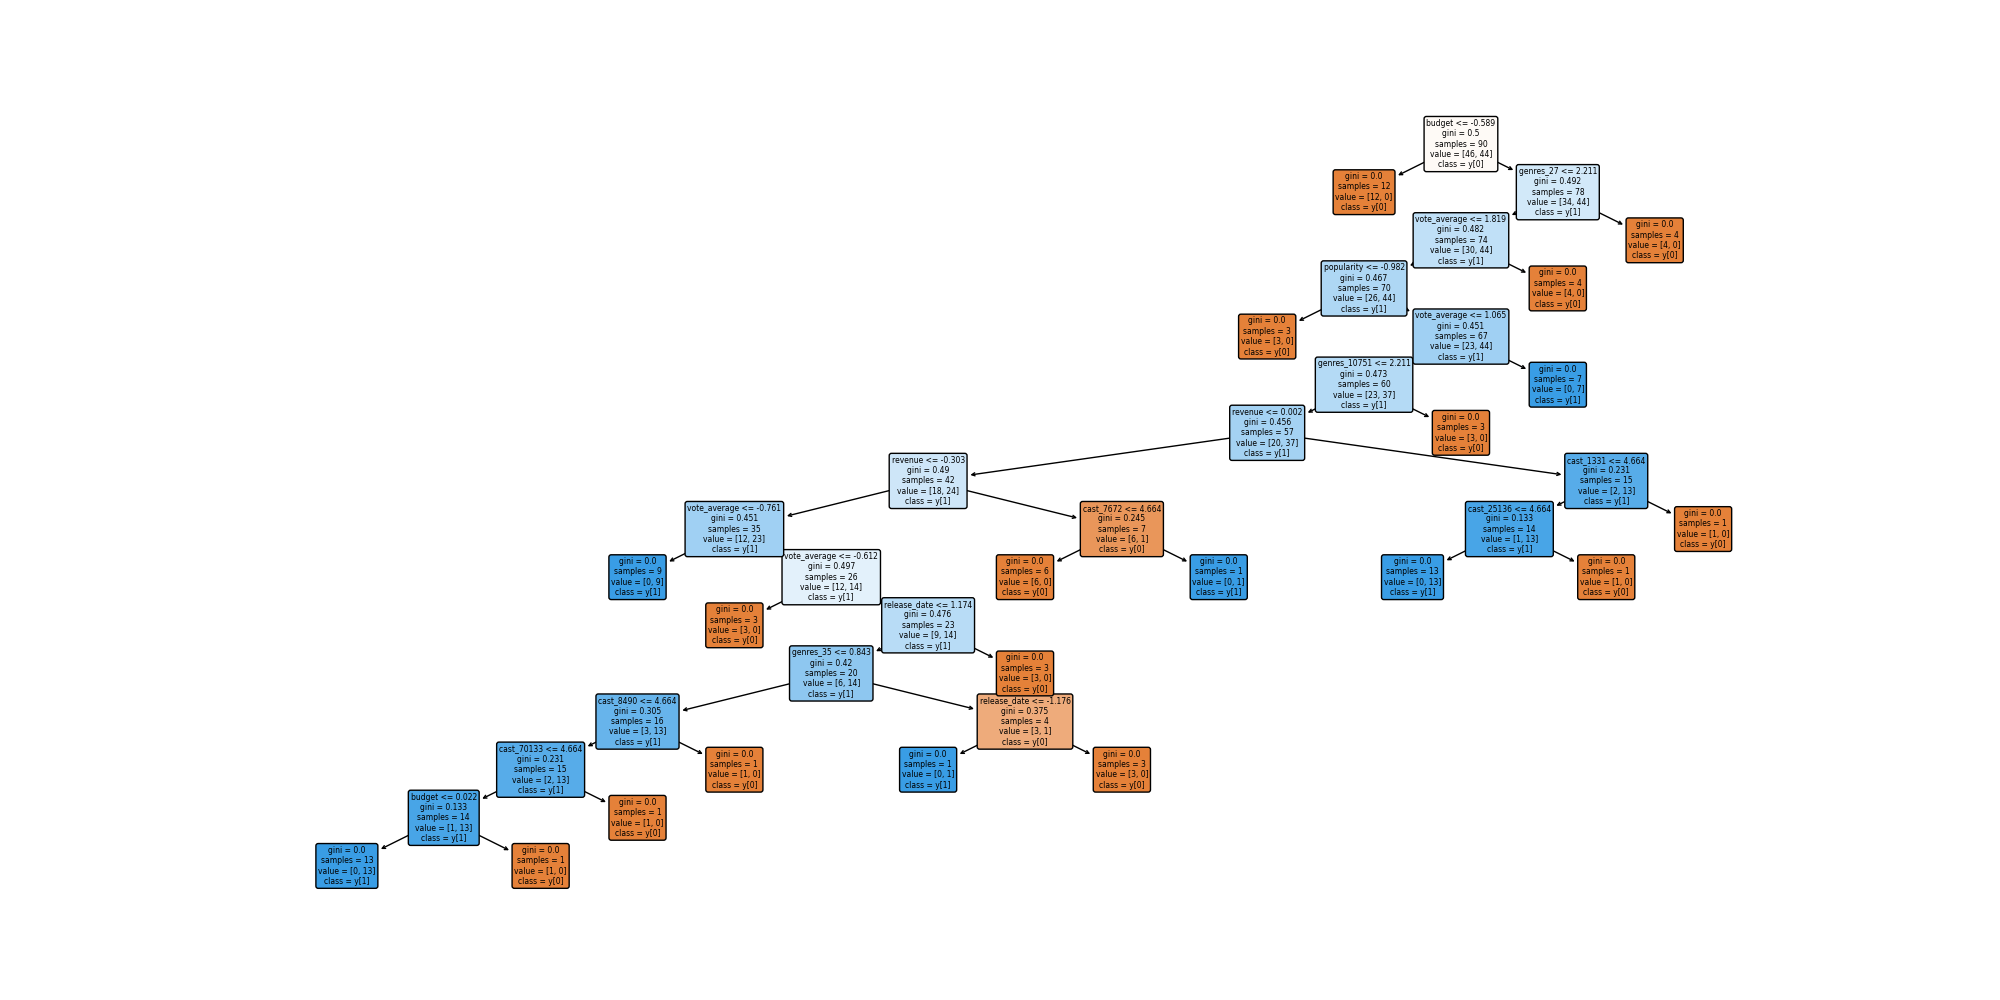 budget <= -0.589
gini = 0.5
samples = 90
value = [46, 44]
class = y[0]
gini = 0.0
samples = 12
value = [12, 0]
class = y[0]
genres_27 <= 2.211
gini = 0.492
samples = 78
value = [34, 44]
class = y[1]
vote_average <= 1.819
gini = 0.482
samples = 74
value = [30, 44]
class = y[1]
gini = 0.0
samples = 4
value = [4, 0]
class = y[0]
popularity <= -0.982
gini = 0.467
samples = 70
value = [26, 44]
class = y[1]
gini = 0.0
samples = 4
value = [4, 0]
class = y[0]
gini = 0.0
samples = 3
value = [3, 0]
class = y[0]
vote_average <= 1.065
gini = 0.451
samples = 67
value = [23, 44]
class = y[1]
genres_10751 <= 2.211
gini = 0.473
samples = 60
value = [23, 37]
class = y[1]
gini = 0.0
samples = 7
value = [0, 7]
class = y[1]
revenue <= 0.002
gini = 0.456
samples = 57
value = [20, 37]
class = y[1]
gini = 0.0
samples = 3
value = [3, 0]
class = y[0]
revenue <= -0.303
gini = 0.49
samples = 42
value = [18, 24]
class = y[1]
cast_1331 <= 4.664
gini = 0.231
samples = 15
value = [2, 13]
class = y[1]
vote_average <= -0.761
gini = 0.451
samples = 35
value = [12, 23]
class = y[1]
cast_7672 <= 4.664
gini = 0.245
samples = 7
value = [6, 1]
class = y[0]
cast_25136 <= 4.664
gini = 0.133
samples = 14
value = [1, 13]
class = y[1]
gini = 0.0
samples = 1
value = [1, 0]
class = y[0]
gini = 0.0
samples = 9
value = [0, 9]
class = y[1]
vote_average <= -0.612
gini = 0.497
samples = 26
value = [12, 14]
class = y[1]
gini = 0.0
samples = 6
value = [6, 0]
class = y[0]
gini = 0.0
samples = 1
value = [0, 1]
class = y[1]
gini = 0.0
samples = 13
value = [0, 13]
class = y[1]
gini = 0.0
samples = 1
value = [1, 0]
class = y[0]
gini = 0.0
samples = 3
value = [3, 0]
class = y[0]
release_date <= 1.174
gini = 0.476
samples = 23
value = [9, 14]
class = y[1]
genres_35 <= 0.843
gini = 0.42
samples = 20
value = [6, 14]
class = y[1]
gini = 0.0
samples = 3
value = [3, 0]
class = y[0]
cast_8490 <= 4.664
gini = 0.305
samples = 16
value = [3, 13]
class = y[1]
release_date <= -1.176
gini = 0.375
samples = 4
value = [3, 1]
class = y[0]
cast_70133 <= 4.664
gini = 0.231
samples = 15
value = [2, 13]
class = y[1]
gini = 0.0
samples = 1
value = [1, 0]
class = y[0]
gini = 0.0
samples = 1
value = [0, 1]
class = y[1]
gini = 0.0
samples = 3
value = [3, 0]
class = y[0]
budget <= 0.022
gini = 0.133
samples = 14
value = [1, 13]
class = y[1]
gini = 0.0
samples = 1
value = [1, 0]
class = y[0]
gini = 0.0
samples = 13
value = [0, 13]
class = y[1]
gini = 0.0
samples = 1
value = [1, 0]
class = y[0]